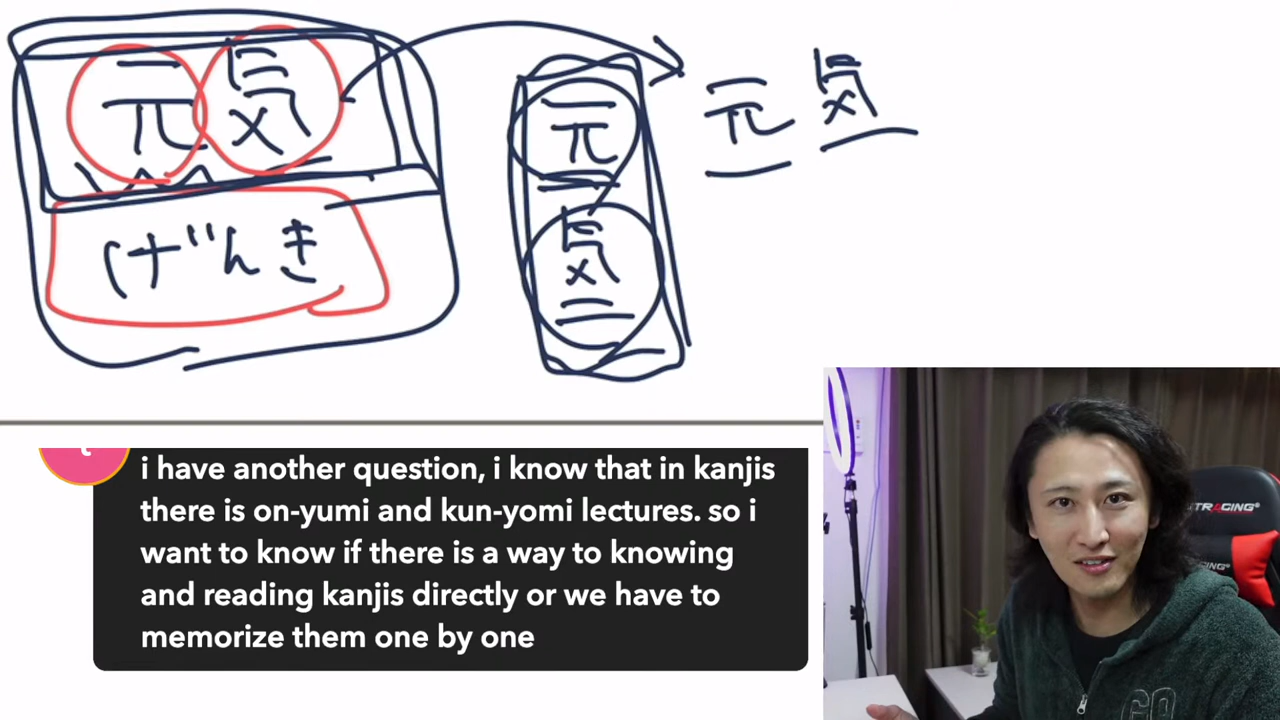 元気
げんき
元
気
元気
t
i have another question, i know that in kanjis
there is on-yumi and kun-yomi lectures. so i
want to know if there is a way to knowing
and reading kanjis directly or we have to
memorize them one by one